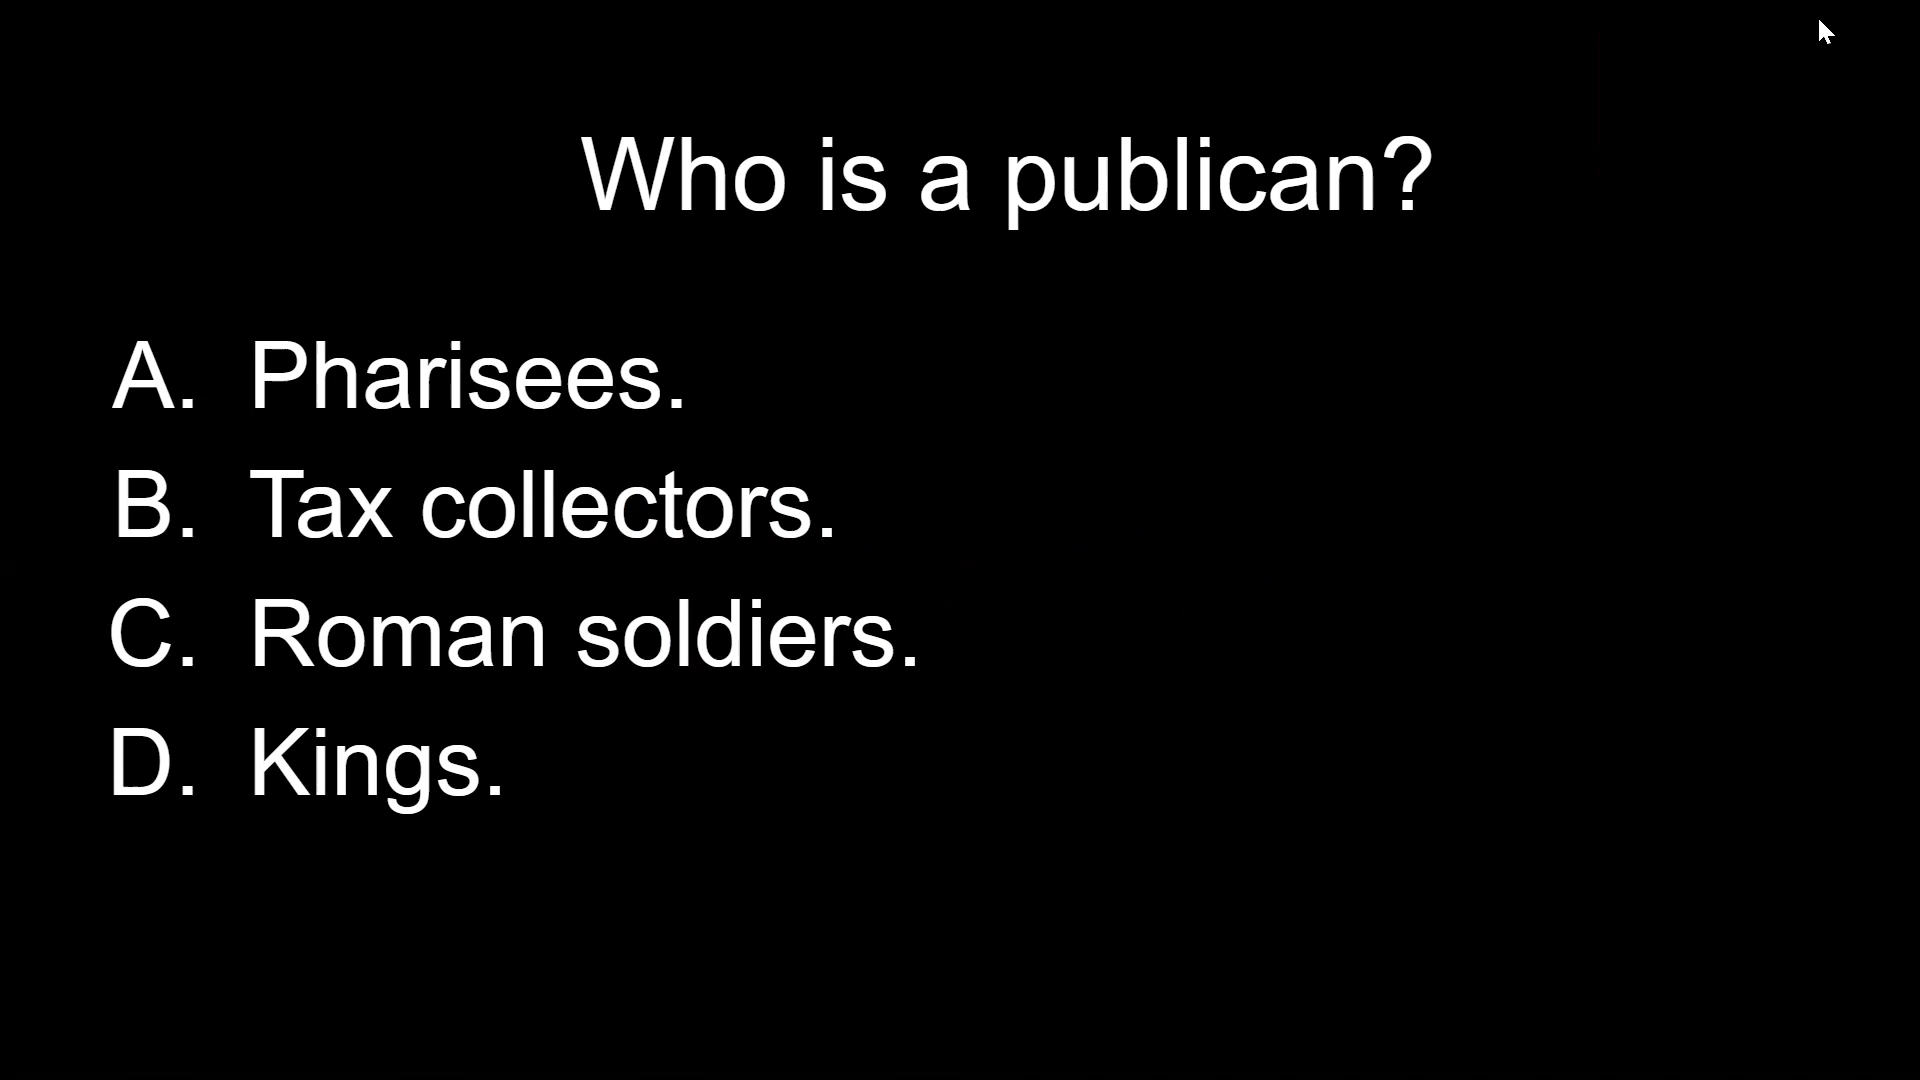 Who is a publican?
A. Pharisees.
B. Tax collectors.
C. Roman soldiers.
D. Kings.